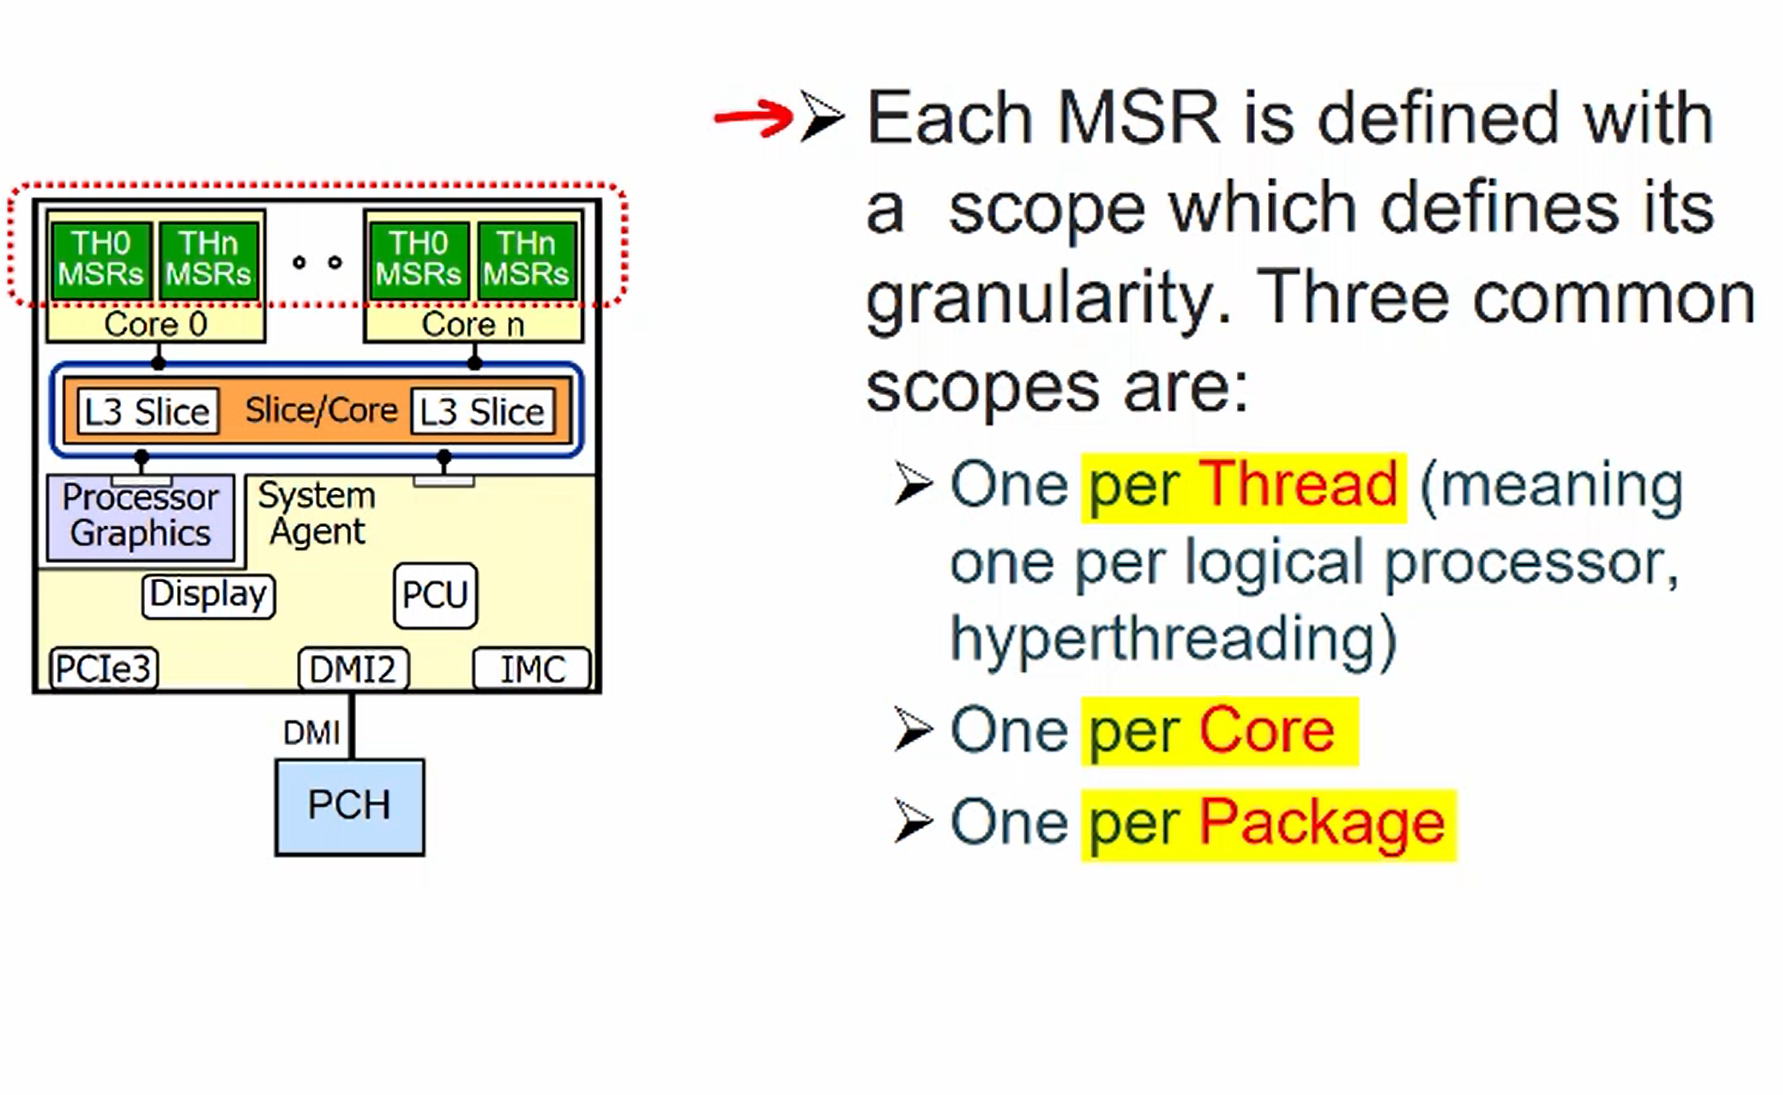 Each MSR is defined with
a scope which defines its
granularity. Three common
scopes are:
One per Thread (meaning
one per logical processor,
hyperthreading)
One per Core
One per Package
TH0 MSRs
THn MSRs
TH0 MSRs
THn MSRs
Core 0
Core n
L3 Slice
Slice/Core
L3 Slice
Processor
Graphics
System
Agent
Display
PCU
PCIe3
DMI2
IMC
DMI
PCH